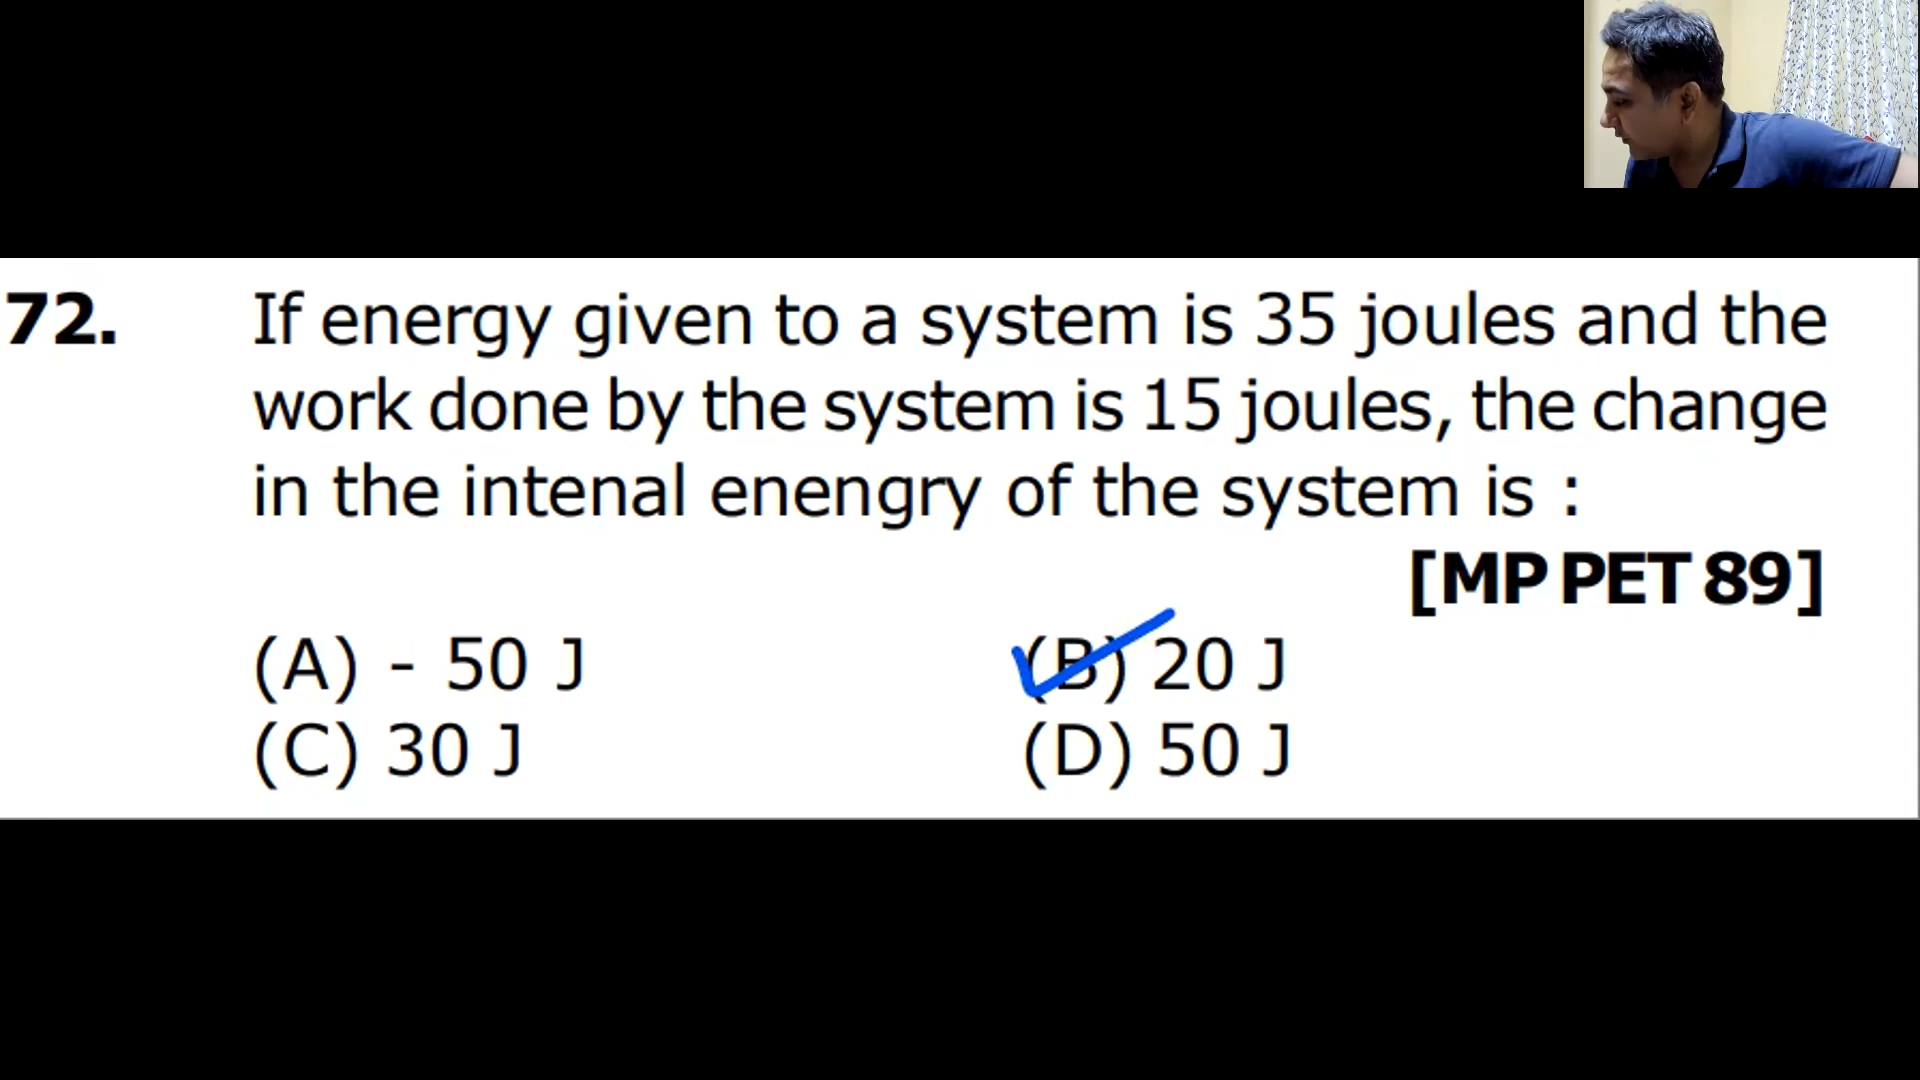 72. If energy given to a system is 35 joules and the
work done by the system is 15 joules, the change
in the intenal enengry of the system is :
[MP PET 89]
(A) - 50 J (B) 20 J
(C) 30 J (D) 50 J